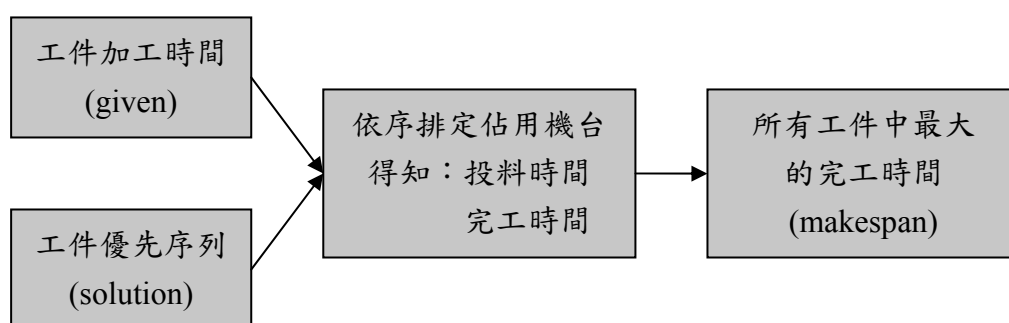 工件加工時間
(given)
工件優先序列
(solution)
依序排定佔用機台
得知：投料時間
完工時間
所有工件中最大
的完工時間
(makespan)